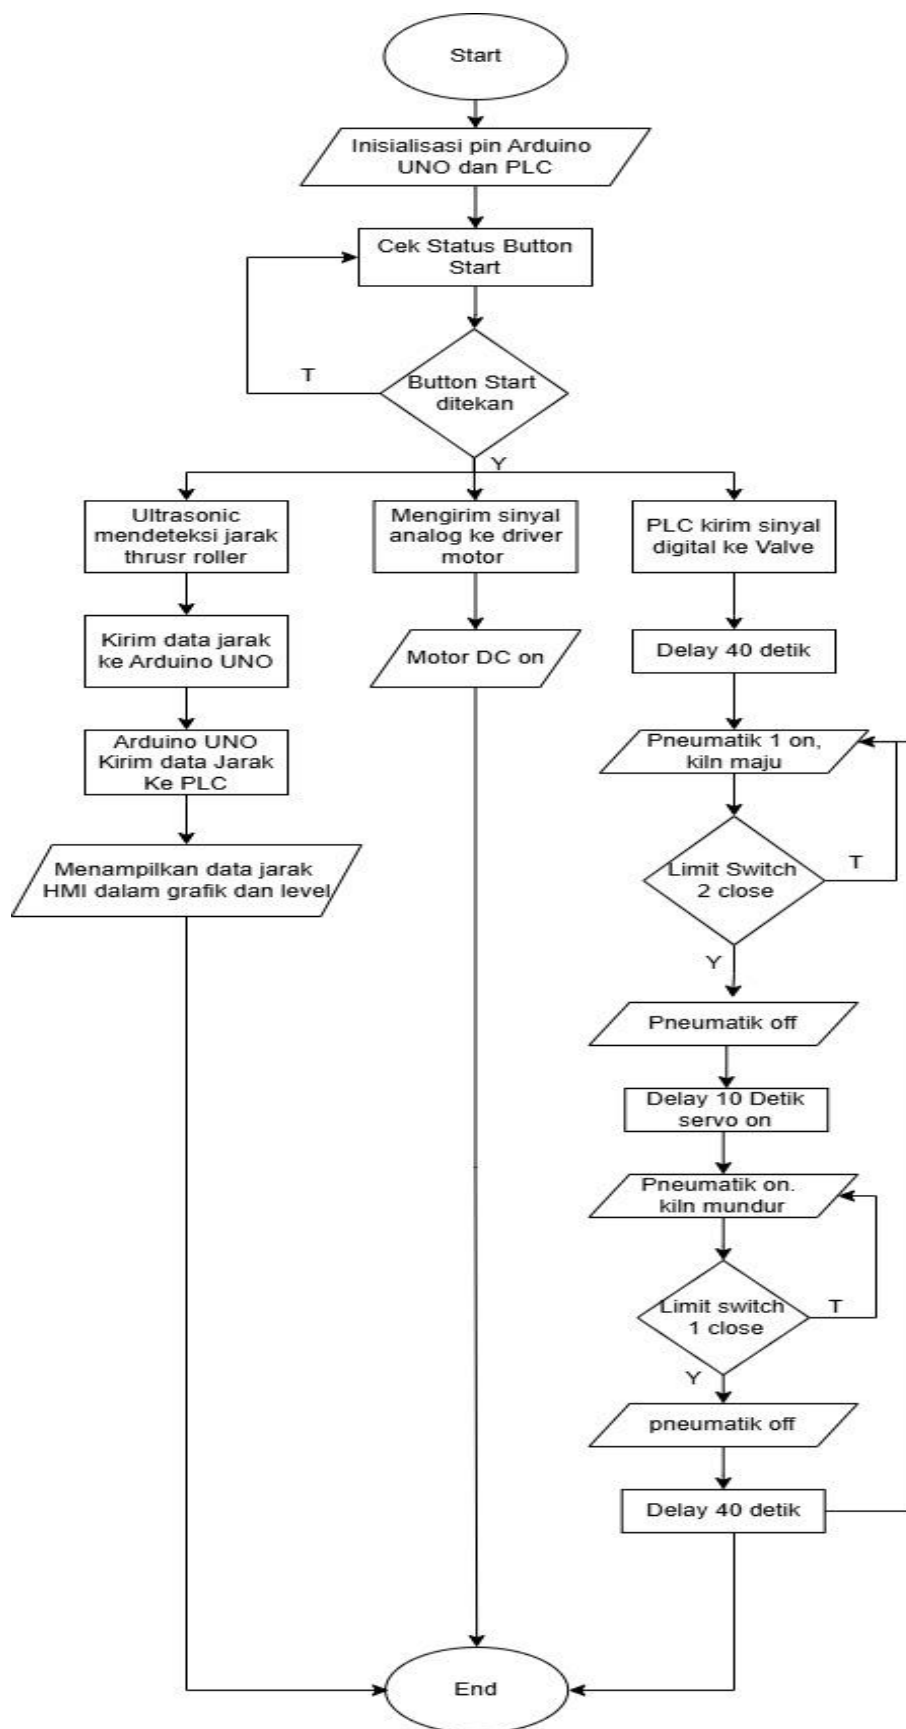 Start
Inisialisasi pin Arduino
UNO dan PLC
Cek Status Button
Start
T
Button Start
ditekan
Y
Ultrasonic
mendeteksi jarak
thrusr roller
Kirim data jarak
ke Arduino UNO
Arduino UNO
Kirim data Jarak
Ke PLC
Menampilkan data jarak
HMI dalam grafik dan level
Mengirim sinyal
analog ke driver
motor
Motor DC on
PLC kirim sinyal
digital ke Valve
Delay 40 detik
Pneumatik 1 on,
kiln maju
Limit Switch
2 close
T
Y
Pneumatik off
Delay 10 Detik
servo on
Pneumatik on.
kiln mundur
Limit switch
1 close
T
Y
pneumatik off
Delay 40 detik
End